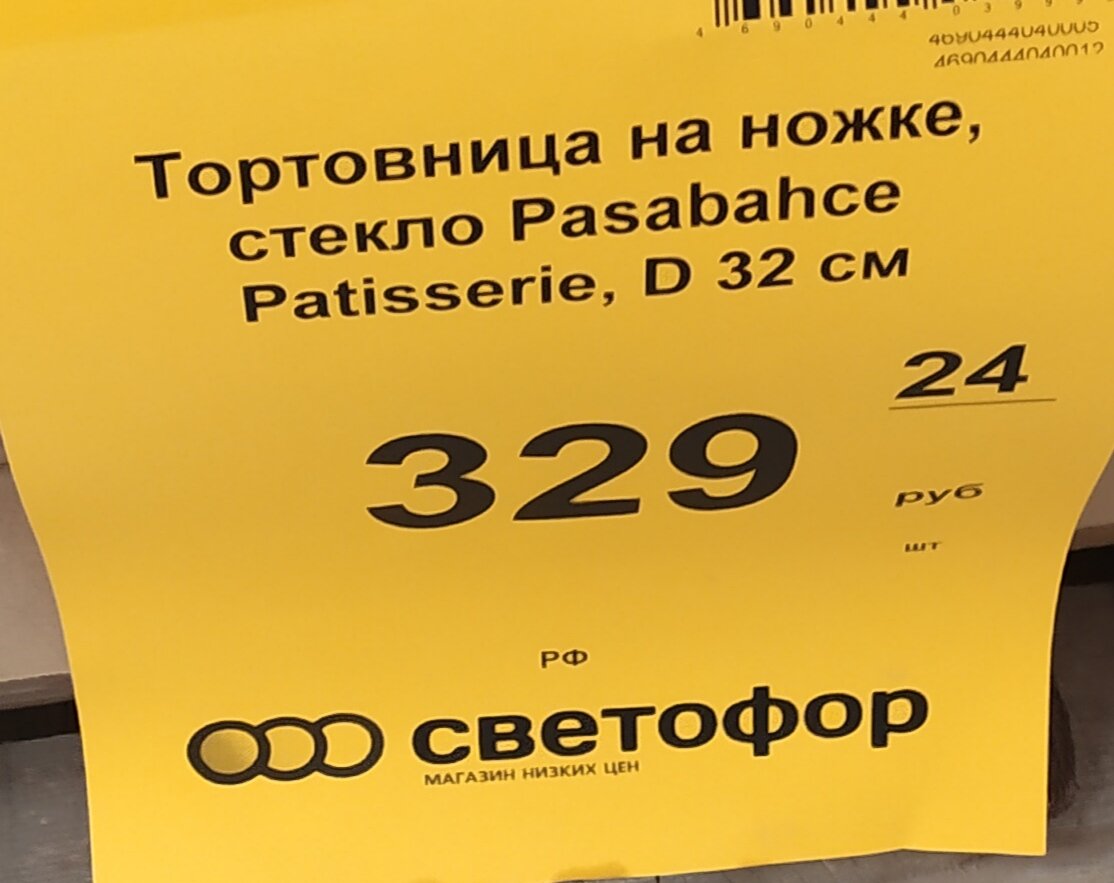 4690444040005
4690444040012
Тортовница на ножке,
стекло Pasabahce
Patisserie, D 32 см
329 24
руб
шт
РФ
светофор
МАГАЗИН НИЗКИХ ЦЕН